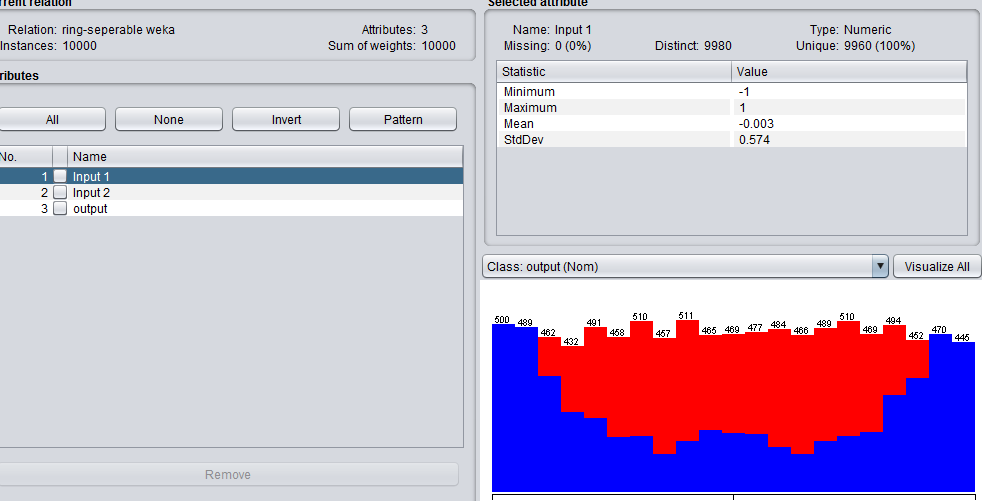 rrent relation
Relation: ring-seperable weka
Attributes: 3
Instances: 10000
Sum of weights: 10000
ributes
All
None
Invert
Pattern
No.
Name
1
Input 1
2
Input 2
3
output
Remove
Selected attribute
Name: Input 1
Type: Numeric
Missing: 0 (0%)
Distinct: 9980
Unique: 9960 (100%)
Statistic
Value
Minimum
-1
Maximum
1
Mean
-0.003
StdDev
0.574
Class: output (Nom)
Visualize All
500
489
462
432
491
458
510
457
511
465
469
477
484
466
489
510
469
494
452
470
445